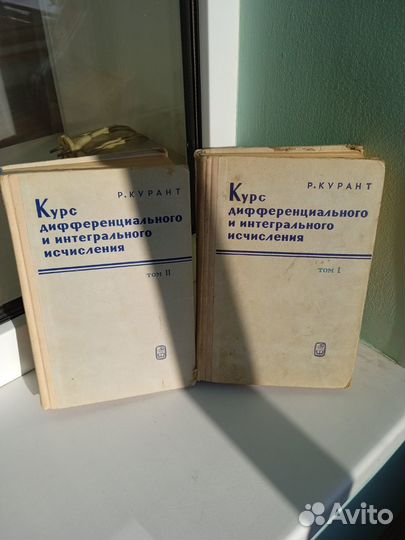 Р. КУРАНТ
Курс
дифференциального
и интегрального
исчисления
ТОМ II
Р. КУРАНТ
Курс
дифференциального
и интегрального
исчисления
ТОМ I
Avito